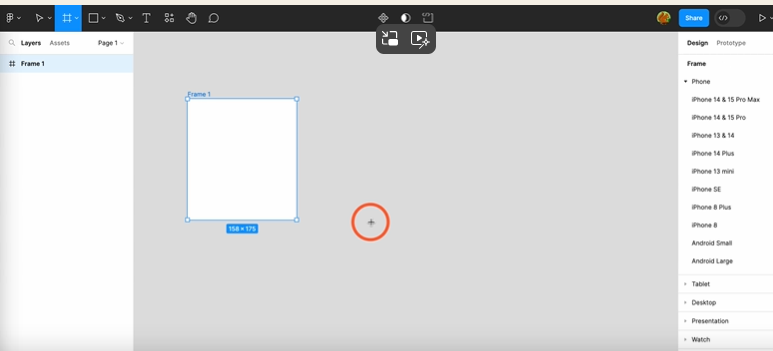 Share
Layers
Assets
Page 1
Frame 1
Frame 1
158 × 175
Design
Prototype
Frame
Phone
iPhone 14 & 15 Pro Max
iPhone 14 & 15 Pro
iPhone 13 & 14
iPhone 14 Plus
iPhone 13 mini
iPhone SE
iPhone 8 Plus
iPhone 8
Android Small
Android Large
Tablet
Desktop
Presentation
Watch